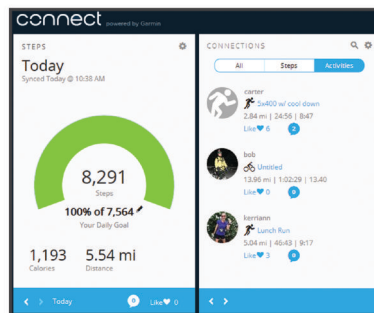 connect powered by Garmin
STEPS
Today
Synced Today @ 10:38 AM
8,291
Steps
100% of 7,564
Your Daily Goal
1,193
Calories
5.54 mi
Distance
Today
0
Like 0
CONNECTIONS
All
Steps
Activities
carter
5x400 w/ cool down
2.84 mi | 24:56 | 8:47
Like 6
2
bob
Untitled
13.96 mi | 1:02:29 | 13.40
Like 0
0
kerriann
Lunch Run
5.04 mi | 46:43 | 9:17
Like 3
0